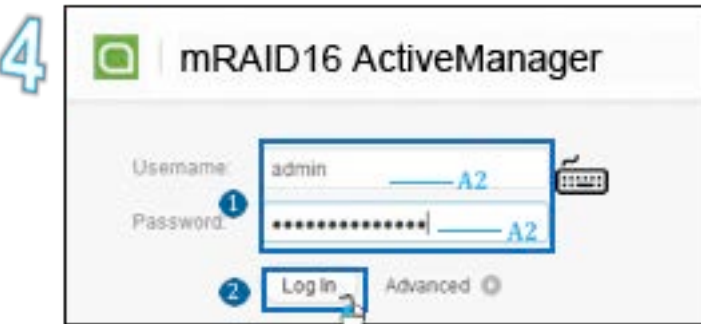 4
mRAID16 ActiveManager
Username: admin A2
1
Password: •••••••••••••• A2
2 Log In Advanced